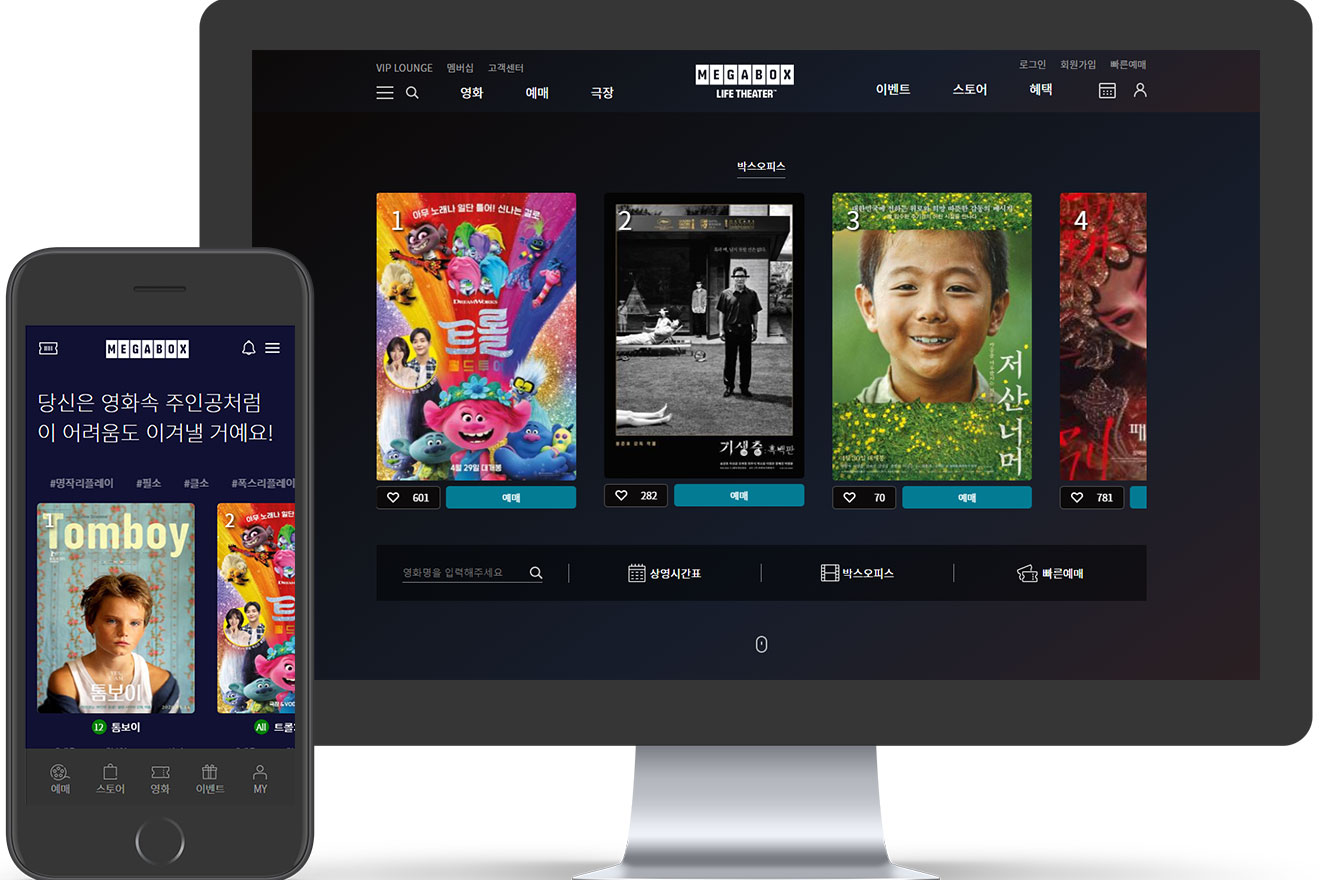 VIP LOUNGE 멤버십 고객센터
로그인 회원가입 빠른예매
영화 예매 극장
MEGABOX
LIFE THEATER
이벤트 스토어 혜택
박스오피스
1
아무 노래나 일단 틀어! 신나는 걸로
DREAMWORKS
트롤
월드투어
4월 29일 대개봉
601 예매
2
기생충 흑백판
282 예매
3
저 산 너머
70 예매
4
781
영화명을 입력해주세요
상영시간표
박스오피스
빠른예매
MEGABOX
당신은 영화속 주인공처럼
이 어려움도 이겨낼 거예요!
#명작리플레이 #필소 #클소 #폭스리플레이
1
Tomboy
톰보이
12 톰보이
2
아무 노래나 일단
All 트롤
예매 스토어 영화 이벤트 MY